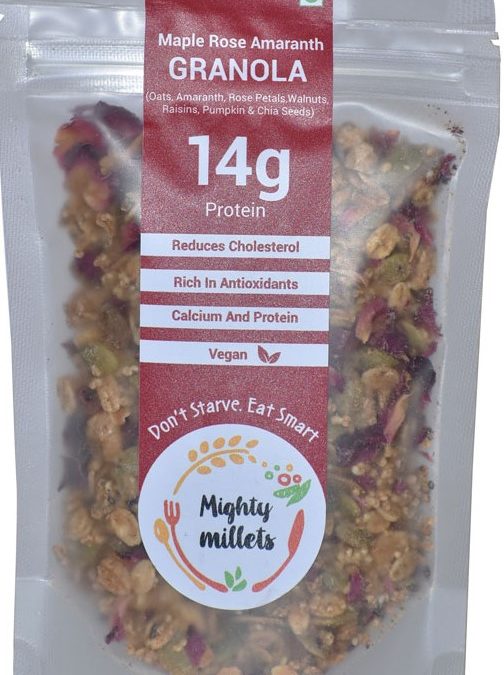 Maple Rose Amaranth
GRANOLA
(Oats, Amaranth, Rose Petals,Walnuts,
Raisins, Pumpkin & Chia Seeds)
14g
Protein
Reduces Cholesterol
Rich In Antioxidants
Calcium And Protein
Vegan
Don't Starve. Eat Smart
Mighty
millets